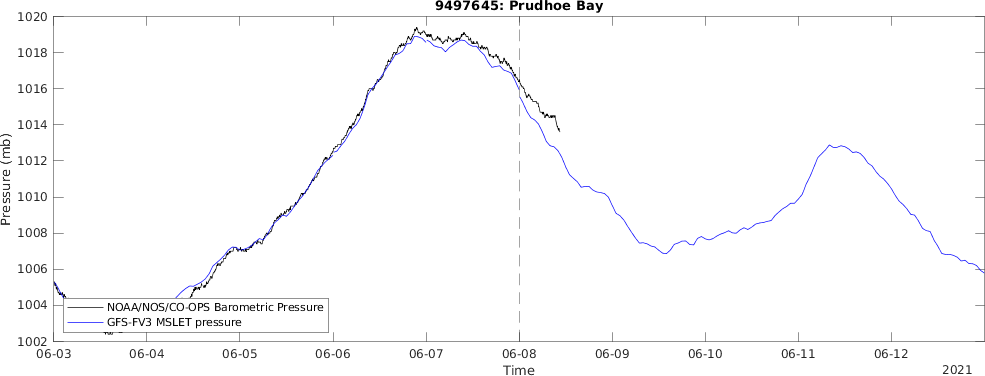 9497645: Prudhoe Bay
1020
1018
1016
1014
1012
1010
1008
1006
1004
1002
Pressure (mb)
NOAA/NOS/CO-OPS Barometric Pressure
GFS-FV3 MSLET pressure
06-03 06-04 06-05 06-06 06-07 06-08 06-09 06-10 06-11 06-12
Time
2021